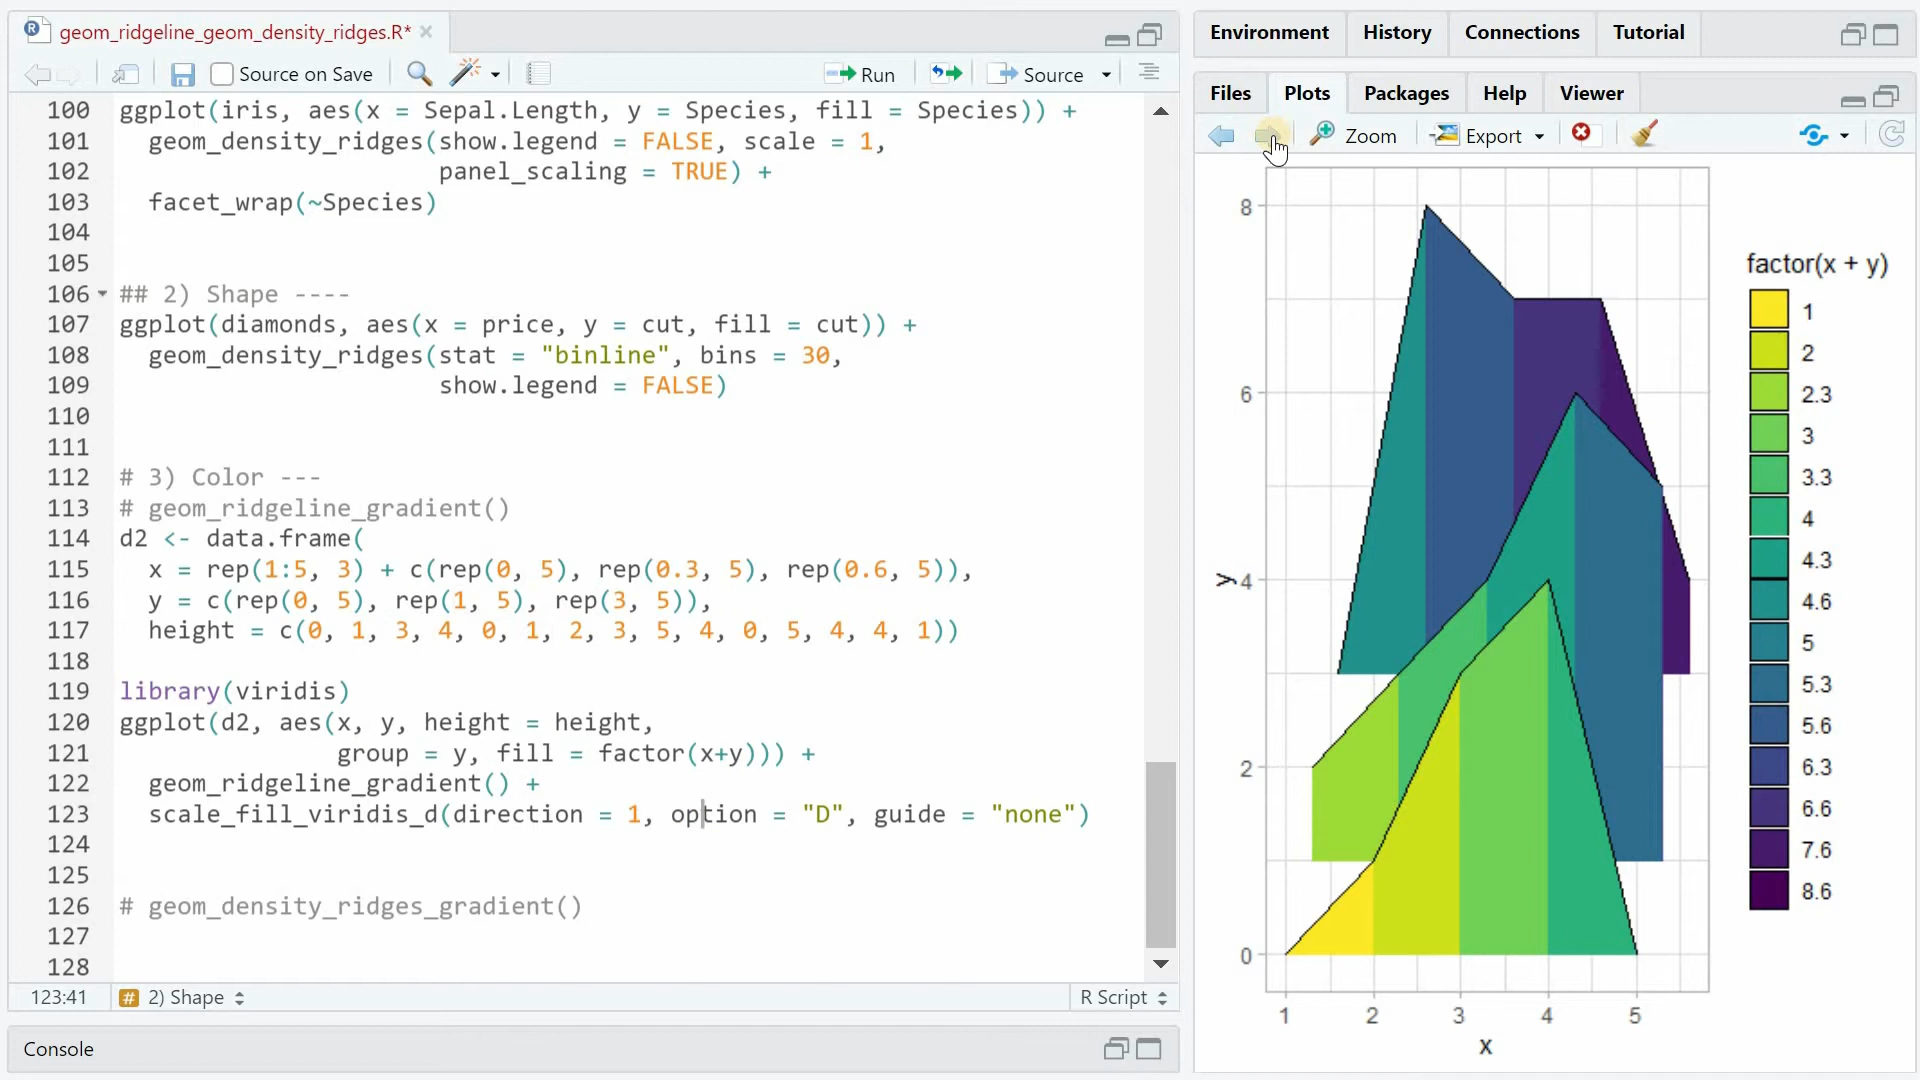 geom_ridgeline_geom_density_ridges.R*
Source on Save
Run
Source
100 ggplot(iris, aes(x = Sepal.Length, y = Species, fill = Species)) +
101 geom_density_ridges(show.legend = FALSE, scale = 1,
102 panel_scaling = TRUE) +
103 facet_wrap(~Species)
104
105
106 ## 2) Shape ----
107 ggplot(diamonds, aes(x = price, y = cut, fill = cut)) +
108 geom_density_ridges(stat = "binline", bins = 30,
109 show.legend = FALSE)
110
111
112 # 3) Color ---
113 # geom_ridgeline_gradient()
114 d2 <- data.frame(
115 x = rep(1:5, 3) + c(rep(0, 5), rep(0.3, 5), rep(0.6, 5)),
116 y = c(rep(0, 5), rep(1, 5), rep(3, 5)),
117 height = c(0, 1, 3, 4, 0, 1, 2, 3, 5, 4, 0, 5, 4, 4, 1))
118
119 library(viridis)
120 ggplot(d2, aes(x, y, height = height,
121 group = y, fill = factor(x+y))) +
122 geom_ridgeline_gradient() +
123 scale_fill_viridis_d(direction = 1, option = "D", guide = "none")
124
125
126 # geom_density_ridges_gradient()
127
128
123:41
# 2) Shape
R Script
Console
Environment History Connections Tutorial
Files Plots Packages Help Viewer
Zoom Export
8
6
4
2
0
y
1 2 3 4 5
x
factor(x + y)
1
2
2.3
3
3.3
4
4.3
4.6
5
5.3
5.6
6.3
6.6
7.6
8.6